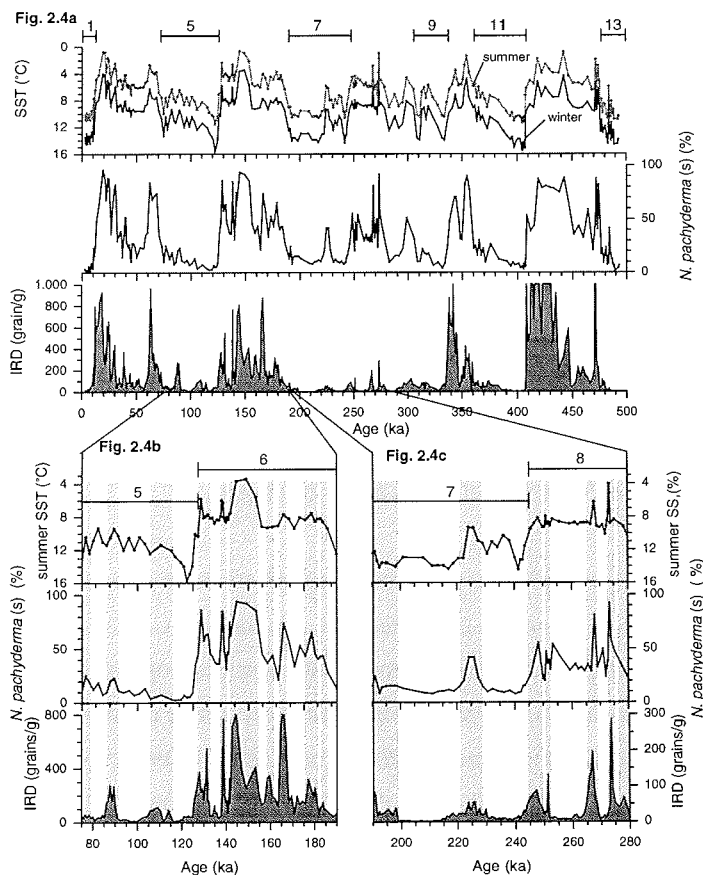 Fig. 2.4a
1 5 7 9 11 13
0
4
8
12
16
SST (°C)
summer
winter
100
50
0
N. pachyderma (s) (%)
1.000
800
600
400
200
0
IRD (grain/g)
0 50 100 150 200 250 300 350 400 450 500
Age (ka)
Fig. 2.4b
6
5
4
8
12
16
summer SST (°C)
100
50
0
N. pachyderma (s) (%)
800
400
0
IRD (grains/g)
75 80 100 120 140 160 180
Age (ka)
Fig. 2.4c
8
7
4
8
12
16
summer SS,(%)
100
50
0
N. pachyderma (s) (%)
300
200
100
0
IRD (grains/g)
200 220 240 260 280
Age (ka)